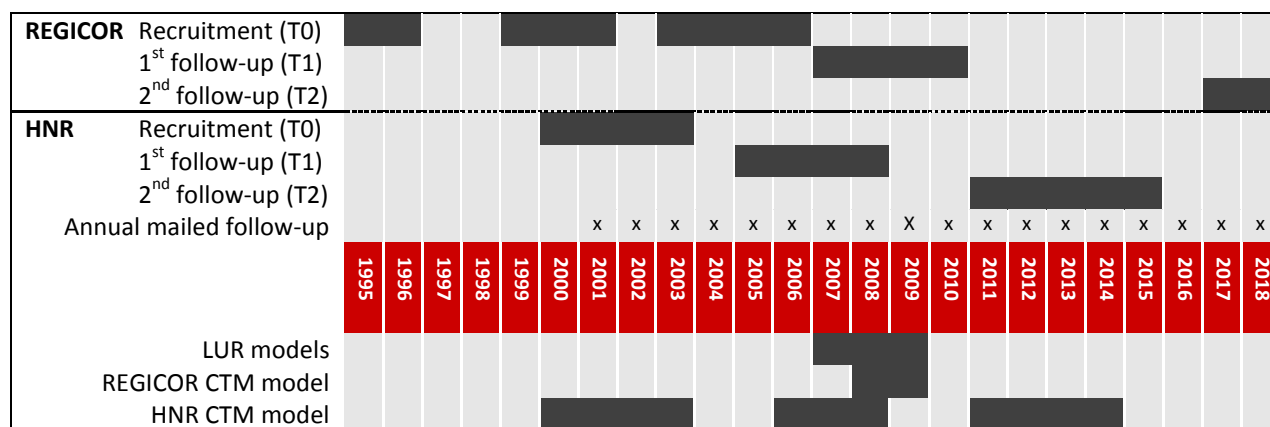 REGICOR Recruitment (T0)
1st follow-up (T1)
2nd follow-up (T2)
HNR Recruitment (T0)
1st follow-up (T1)
2nd follow-up (T2)
Annual mailed follow-up x x x x x x x x X x x x x x x x x x
1995 1996 1997 1998 1999 2000 2001 2002 2003 2004 2005 2006 2007 2008 2009 2010 2011 2012 2013 2014 2015 2016 2017 2018
LUR models
REGICOR CTM model
HNR CTM model